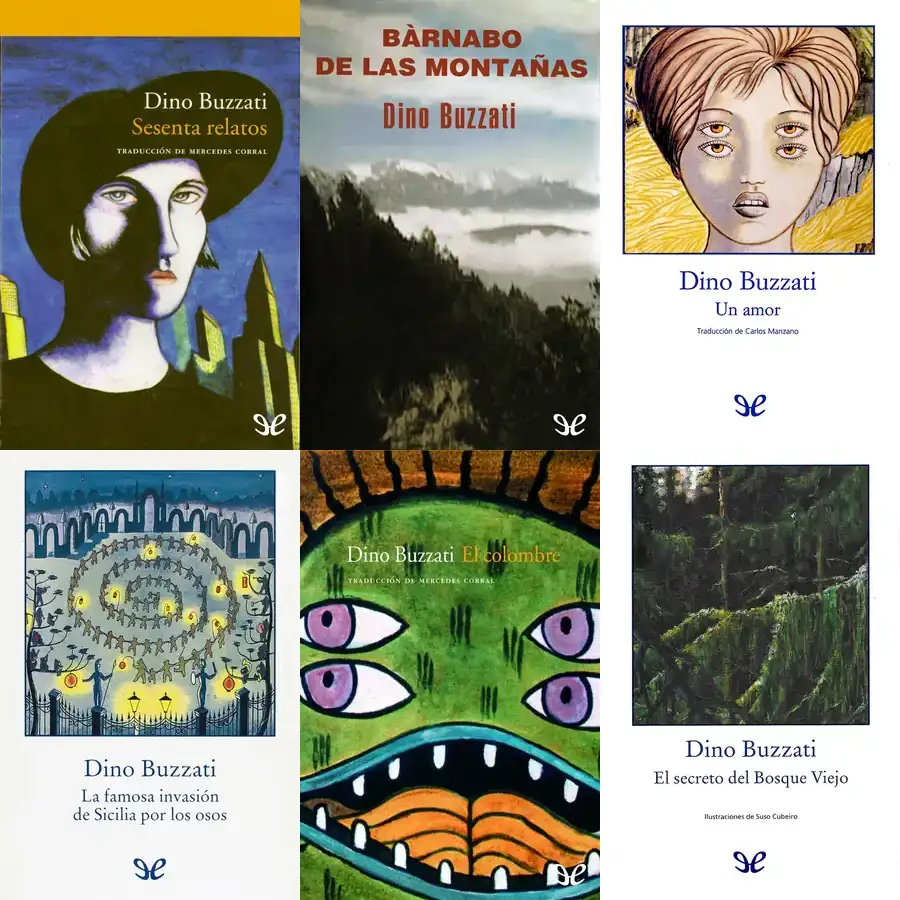 Dino Buzzati
Sesenta relatos
TRADUCCIÓN DE MERCEDES CORRAL
BÀRNABO
DE LAS MONTAÑAS
Dino Buzzati
Dino Buzzati
Un amor
Traducción de Carlos Manzano
Dino Buzzati
La famosa invasión
de Sicilia por los osos
Dino Buzzati El colombre
TRADUCCIÓN DE MERCEDES CORRAL
Dino Buzzati
El secreto del Bosque Viejo
Ilustraciones de Suso Cubeiro